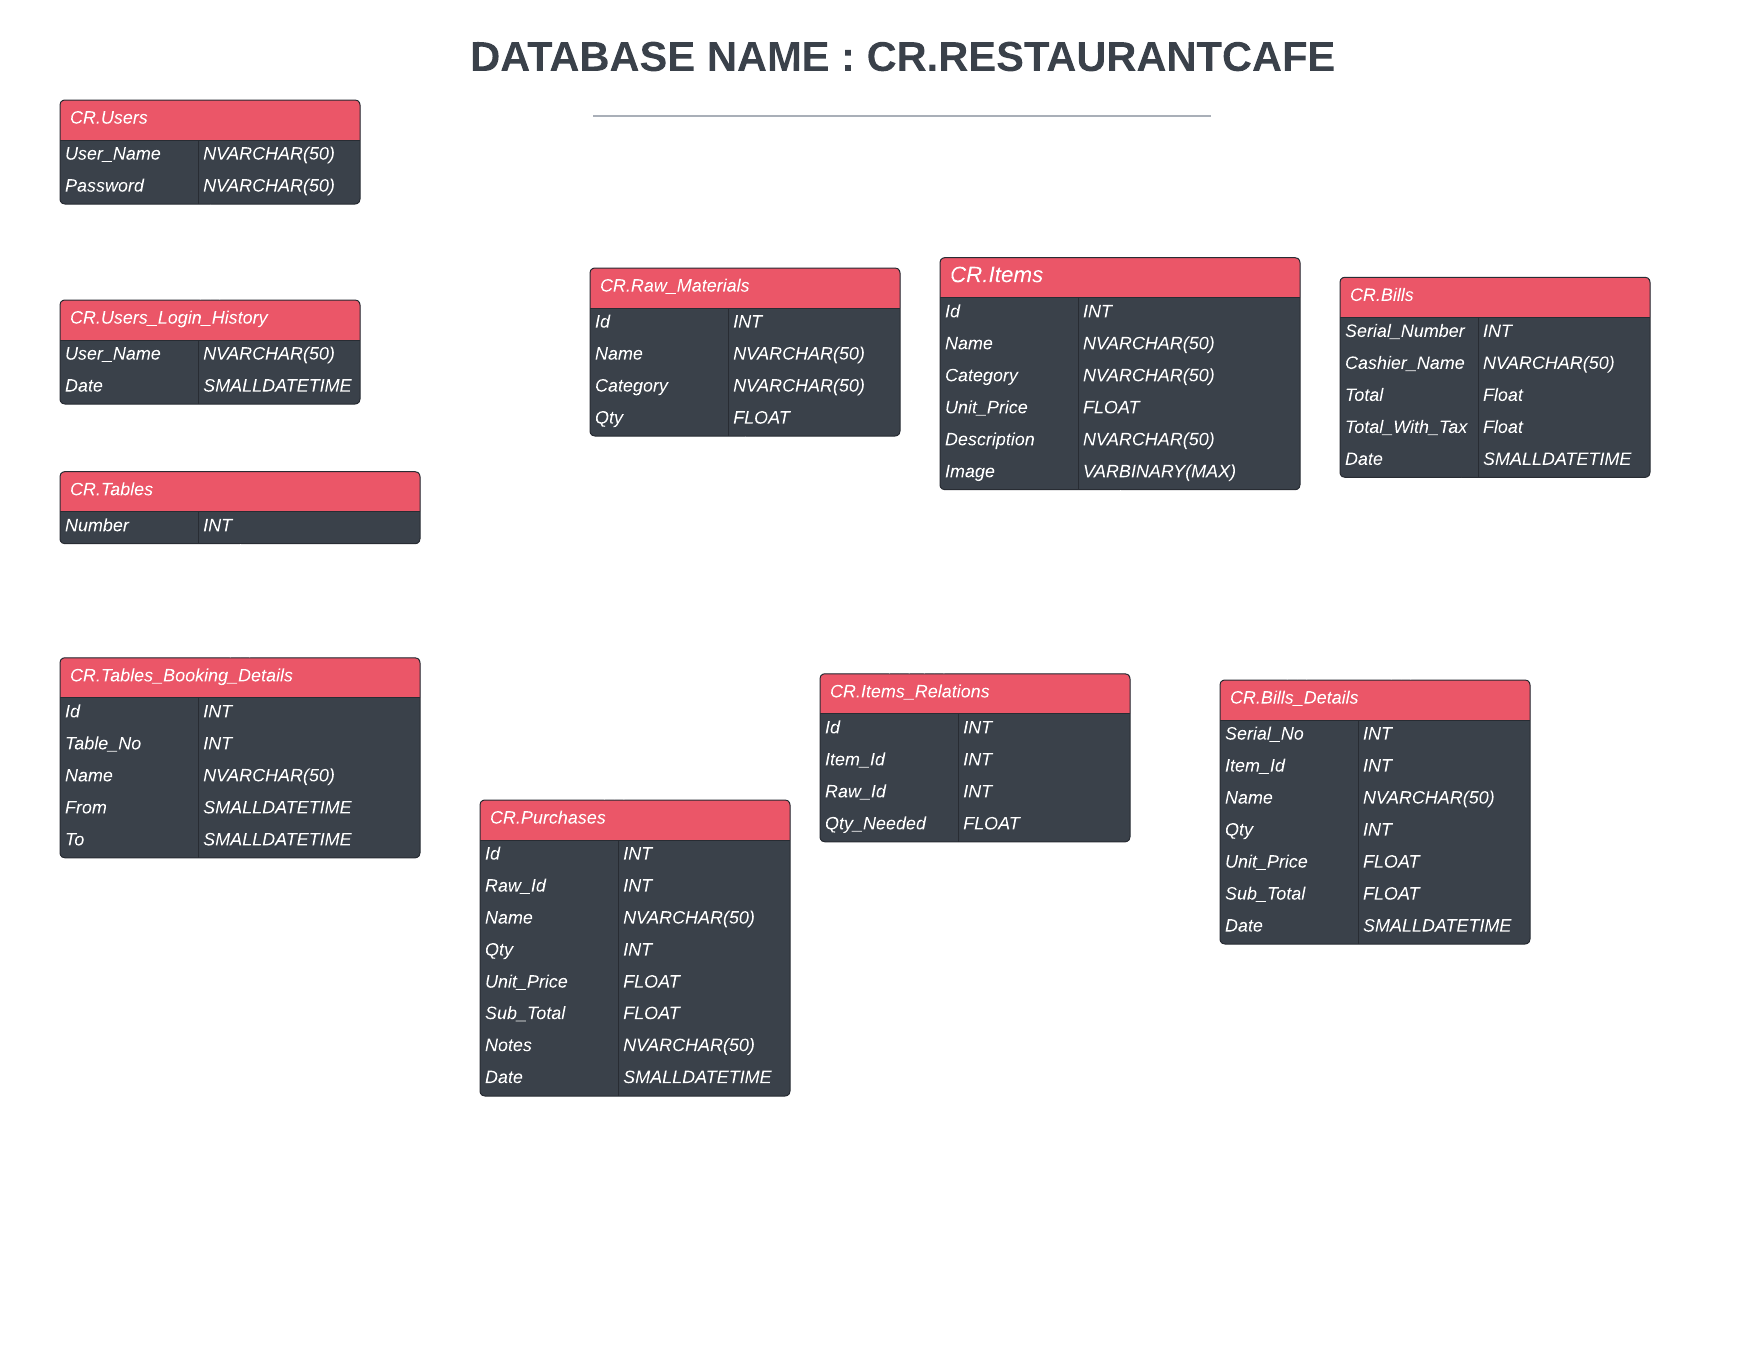 DATABASE NAME : CR.RESTAURANTCAFE
CR.Users
User_Name NVARCHAR(50)
Password NVARCHAR(50)
CR.Users_Login_History
User_Name NVARCHAR(50)
Date SMALLDATETIME
CR.Tables
Number INT
CR.Tables_Booking_Details
Id INT
Table_No INT
Name NVARCHAR(50)
From SMALLDATETIME
To SMALLDATETIME
CR.Raw_Materials
Id INT
Name NVARCHAR(50)
Category NVARCHAR(50)
Qty FLOAT
CR.Items
Id INT
Name NVARCHAR(50)
Category NVARCHAR(50)
Unit_Price FLOAT
Description NVARCHAR(50)
Image VARBINARY(MAX)
CR.Bills
Serial_Number INT
Cashier_Name NVARCHAR(50)
Total Float
Total_With_Tax Float
Date SMALLDATETIME
CR.Purchases
Id INT
Raw_Id INT
Name NVARCHAR(50)
Qty INT
Unit_Price FLOAT
Sub_Total FLOAT
Notes NVARCHAR(50)
Date SMALLDATETIME
CR.Items_Relations
Id INT
Item_Id INT
Raw_Id INT
Qty_Needed FLOAT
CR.Bills_Details
Serial_No INT
Item_Id INT
Name NVARCHAR(50)
Qty INT
Unit_Price FLOAT
Sub_Total FLOAT
Date SMALLDATETIME